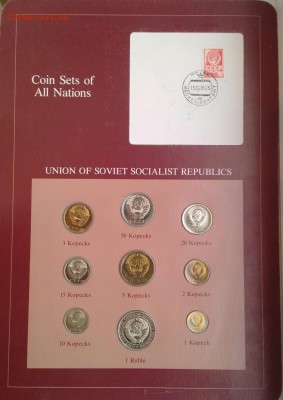 Coin Sets of
All Nations
CCCP
UNION OF SOVIET SOCIALIST REPUBLICS
3 Kopecks
50 Kopecks
20 Kopecks
15 Kopecks
5 Kopecks
2 Kopecks
10 Kopecks
1 Kopeck
1 Ruble